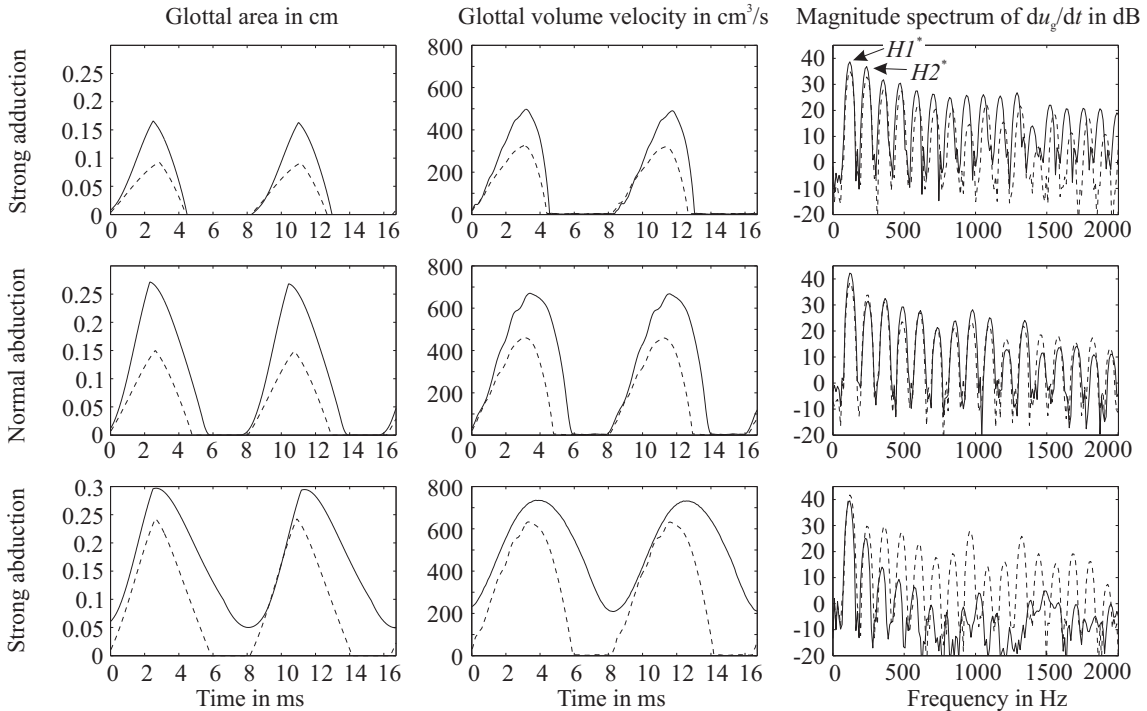 Glottal area in cm
Glottal volume velocity in cm³/s
Magnitude spectrum of du_g/dt in dB
Strong adduction
0.25
0.2
0.15
0.1
0.05
0
0 2 4 6 8 10 12 14 16
800
600
400
200
0
0 2 4 6 8 10 12 14 16
H1*
H2*
40
30
20
10
0
-10
-20
0 500 1000 1500 2000
Normal abduction
0.25
0.2
0.15
0.1
0.05
0
0 2 4 6 8 10 12 14 16
800
600
400
200
0
0 2 4 6 8 10 12 14 16
40
30
20
10
0
-10
-20
0 500 1000 1500 2000
Strong abduction
0.3
0.25
0.2
0.15
0.1
0.05
0
0 2 4 6 8 10 12 14 16
800
600
400
200
0
0 2 4 6 8 10 12 14 16
40
30
20
10
0
-10
-20
0 500 1000 1500 2000
Time in ms
Time in ms
Frequency in Hz